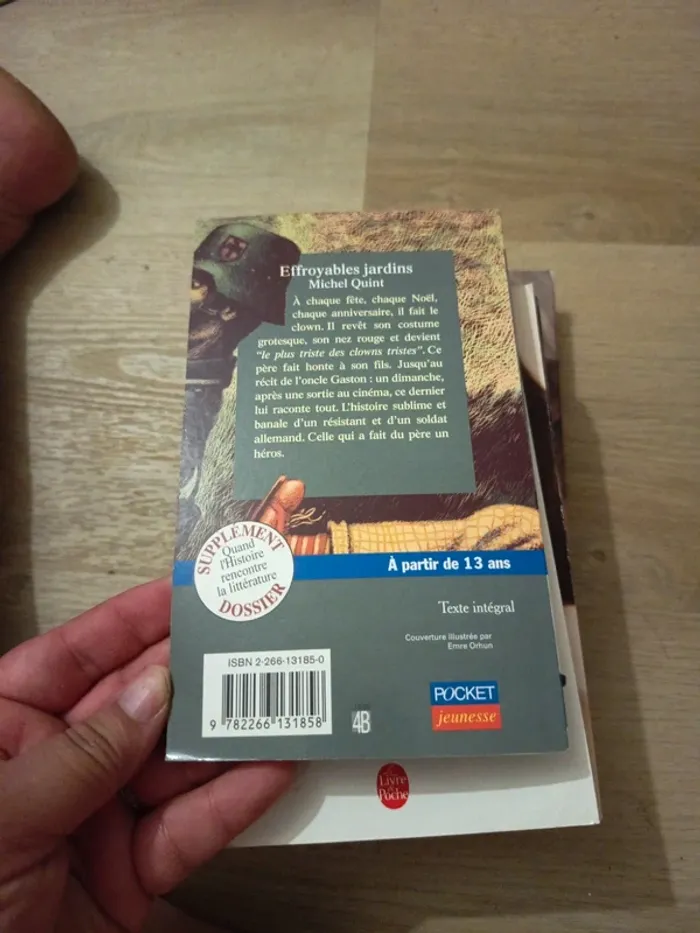 Effroyables jardins
Michel Quint
À chaque fête, chaque Noël,
chaque anniversaire, il fait le
clown. Il revêt son costume
grotesque, son nez rouge et devient
"le plus triste des clowns tristes". Ce
père fait honte à son fils. Jusqu'au
récit de l'oncle Gaston : un dimanche,
après une sortie au cinéma, ce dernier
lui raconte tout. L'histoire sublime et
banale d'un résistant et d'un soldat
allemand. Celle qui a fait du père un
héros.
SUPPLÉMENT
Quand
l'Histoire
rencontre
la littérature
DOSSIER
À partir de 13 ans
Texte intégral
Couverture illustrée par
Emre Orhun
ISBN 2-266-13185-0
9 782266 131858
4B
POCKET
jeunesse
Livre
de
Poche